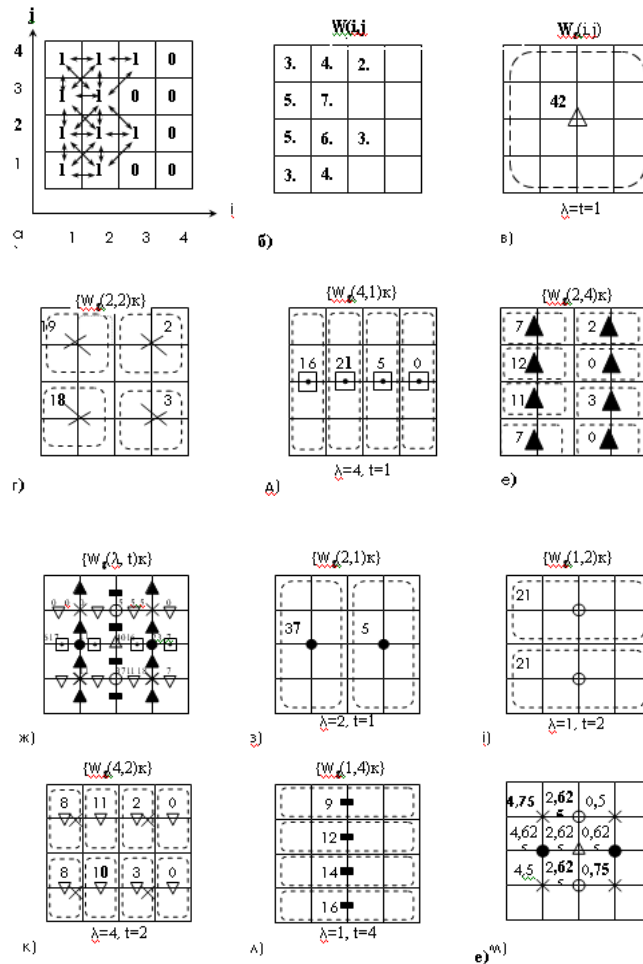 j
W(i,j
W (i,j)
4 1 1 1 0
3. 4. 2.
3 1 1 0 0
5. 7.
42
2 1 1 1 0
5. 6. 3.
1 1 1 0 0
3. 4.
i
λ=t=1
а 1 2 3 4
б)
в)
{W (2,2)к}
{W (4,1)к}
{W (2,4)к}
19 2
18 3
16 21 5 0
7 2
12 0
11 3
7 0
г)
д)
λ=4, t=1
е)
{W (λ, t)к}
{W (2,1)к}
{W (1,2)к}
37 5
21
21
ж)
з)
λ=2, t=1
і)
λ=1, t=2
{W (4,2)к}
{W (1,4)к}
8 11 2 0
8 10 3 0
9
12
14
16
4,75 2,62 0,5
5
4,62 2,62 0,62
5 5 5
4,5 2,62 0,75
5
к)
λ=4, t=2
л)
λ=1, t=4
е)